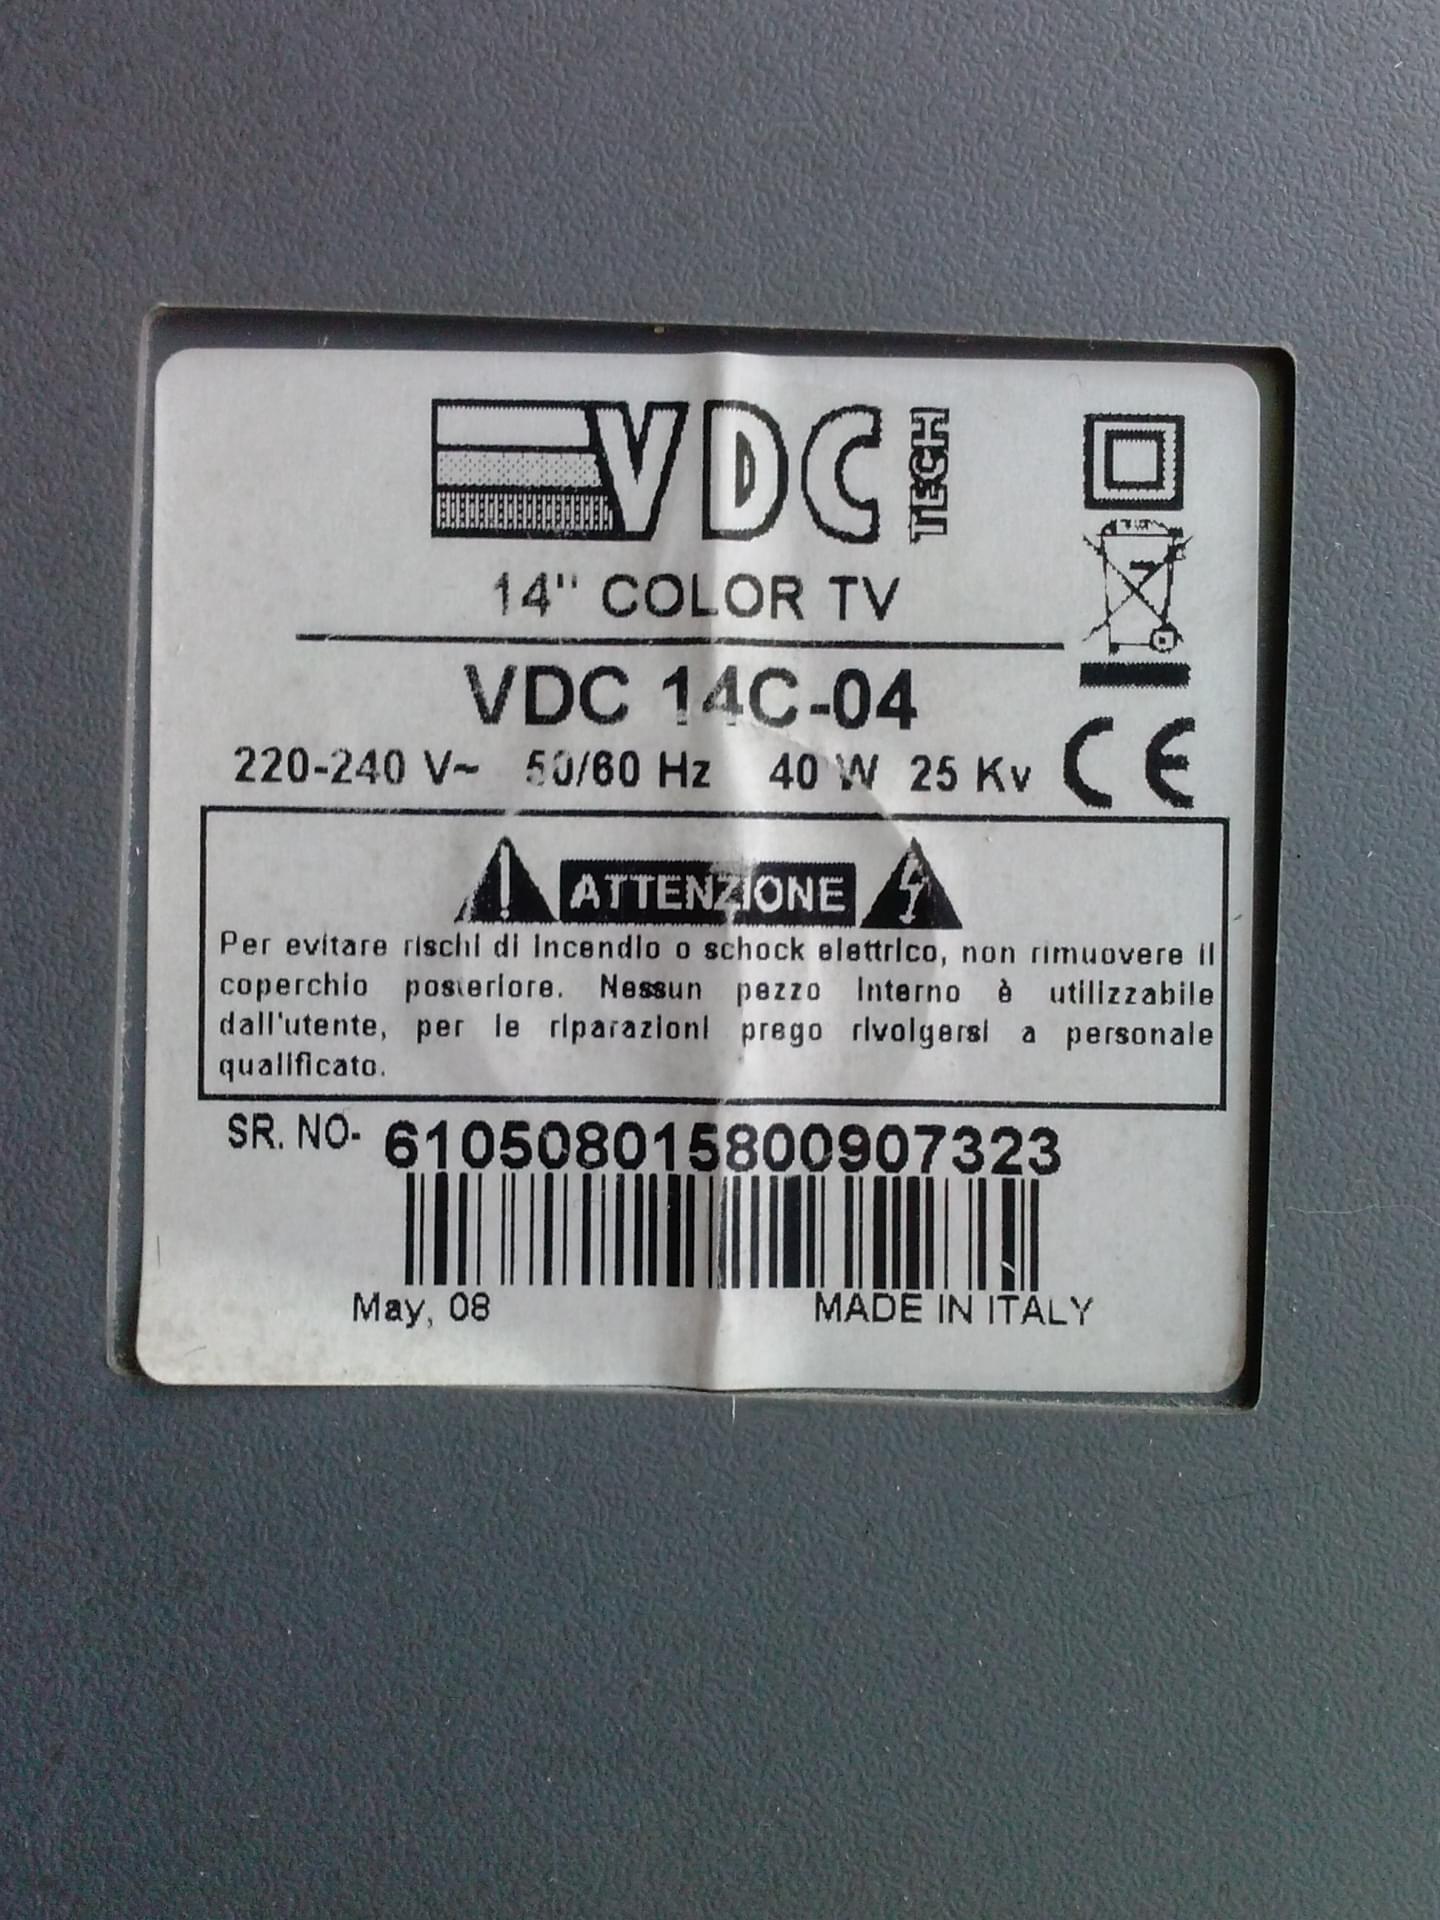 VDC TECH
14" COLOR TV
VDC 14C-04
220-240 V~ 50/60 Hz 40 W 25 Kv CE
ATTENZIONE
Per evitare rischi di incendio o schock elettrico, non rimuovere il
coperchio posteriore. Nessun pezzo interno è utilizzabile
dall'utente, per le riparazioni prego rivolgersi a personale
qualificato.
SR. NO- 610508015800907323
May, 08 MADE IN ITALY